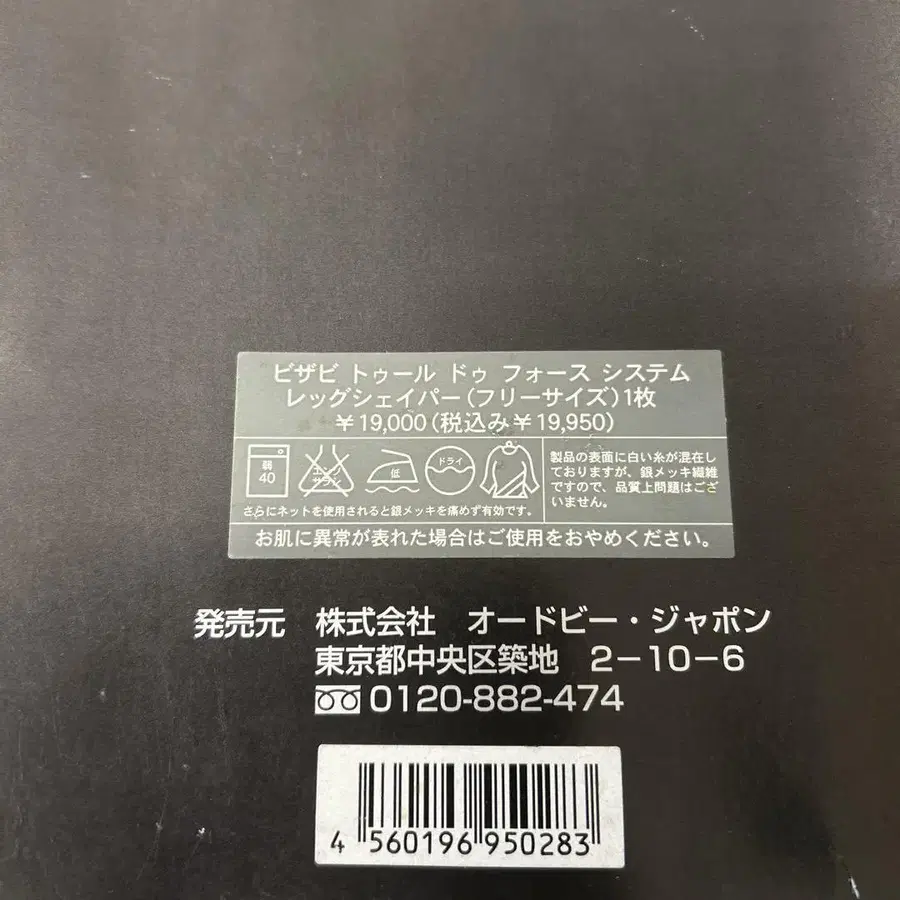 ビザビ トゥール ドゥ フォース システム
レッグシェイパー(フリーサイズ)1枚
￥19,000(税込み￥19,950)
弱
40
エンソ
サラシ
低
ドライ
製品の表面に白い糸が混在し
ておりますが、銀メッキ繊維
ですので、品質上問題はござ
いません。
さらにネットを使用されると銀メッキを痛めず有効です。
お肌に異常が表れた場合はご使用をおやめください。
発売元 株式会社 オードビー・ジャポン
東京都中央区築地 2-10-6
0120-882-474
4 560196 950283